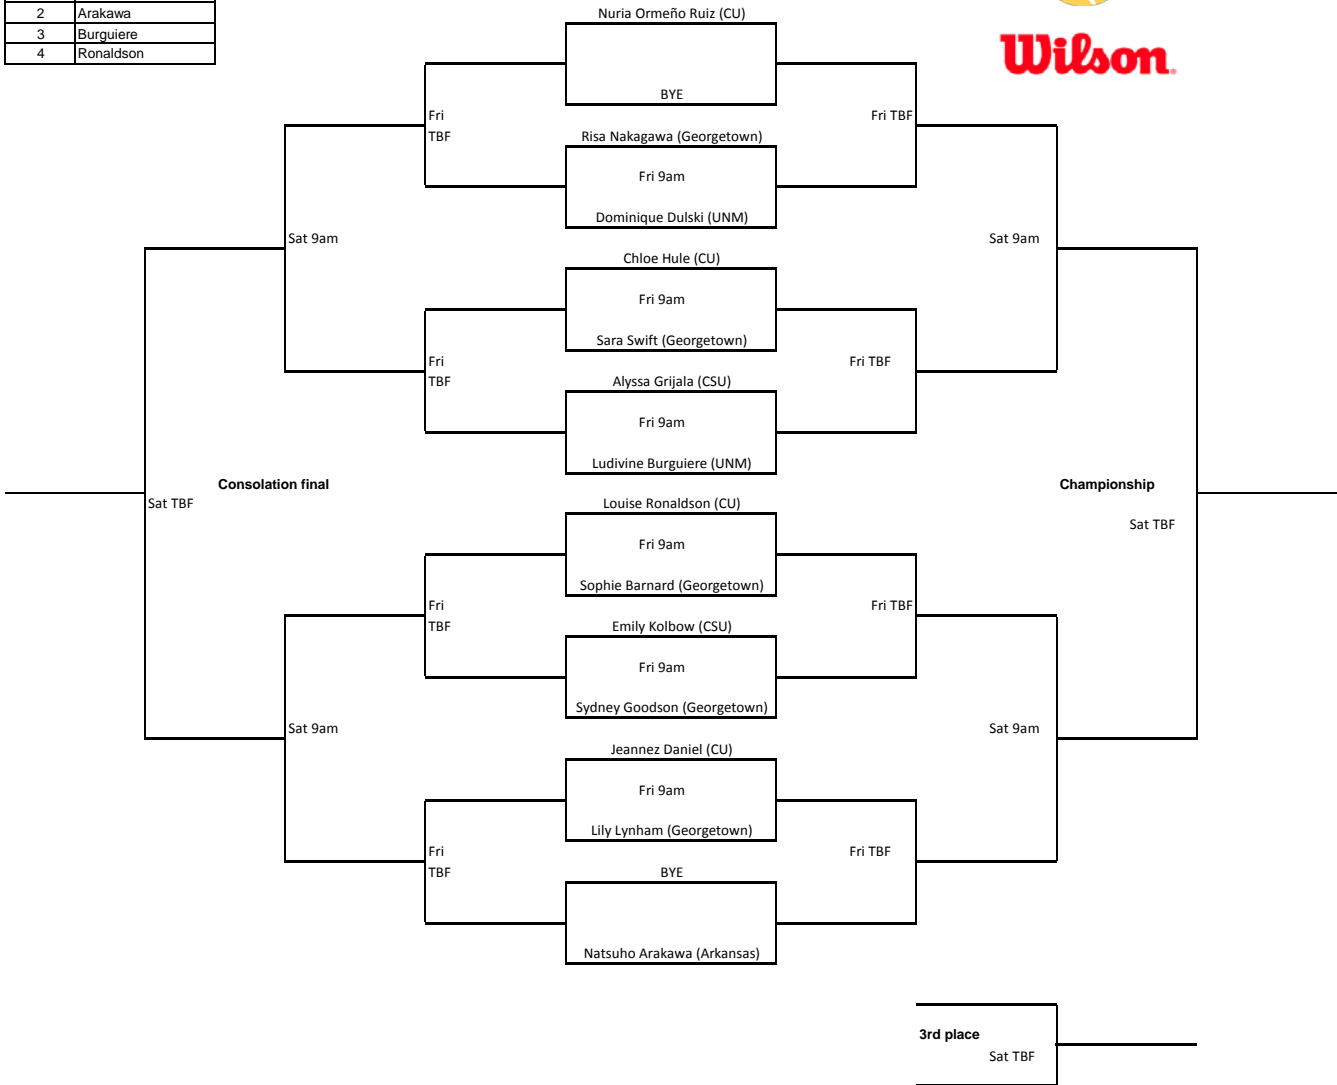 2 Arakawa
3 Burguiere
4 Ronaldson
Wilson.
Nuria Ormeño Ruiz (CU)
BYE
Fri
TBF
Fri TBF
Risa Nakagawa (Georgetown)
Fri 9am
Dominique Dulski (UNM)
Sat 9am
Sat 9am
Chloe Hule (CU)
Fri 9am
Sara Swift (Georgetown)
Fri
TBF
Fri TBF
Alyssa Grijala (CSU)
Fri 9am
Ludivine Burguiere (UNM)
Consolation final
Championship
Sat TBF
Sat TBF
Louise Ronaldson (CU)
Fri 9am
Sophie Barnard (Georgetown)
Fri
TBF
Fri TBF
Emily Kolbow (CSU)
Fri 9am
Sydney Goodson (Georgetown)
Sat 9am
Sat 9am
Jeannez Daniel (CU)
Fri 9am
Lily Lynham (Georgetown)
Fri
TBF
Fri TBF
BYE
Natsuho Arakawa (Arkansas)
3rd place
Sat TBF